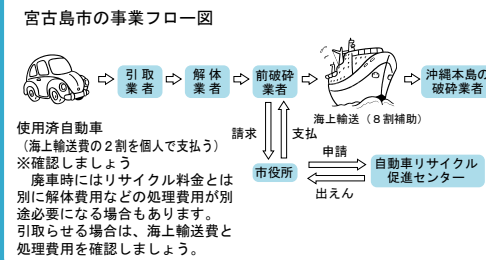 宮古島市の事業フロー図
引取
業者
解体
業者
前破砕
業者
沖縄本島の
破砕業者
海上輸送（８割補助）
使用済自動車
（海上輸送費の２割を個人で支払う）
※確認しましょう
　廃車時にはリサイクル料金とは
別に解体費用などの処理費用が別
途必要になる場合もあります。
引取らせる場合は、海上輸送費と
処理費用を確認しましょう。
請求
支払
市役所
申請
出えん
自動車リサイクル
促進センター